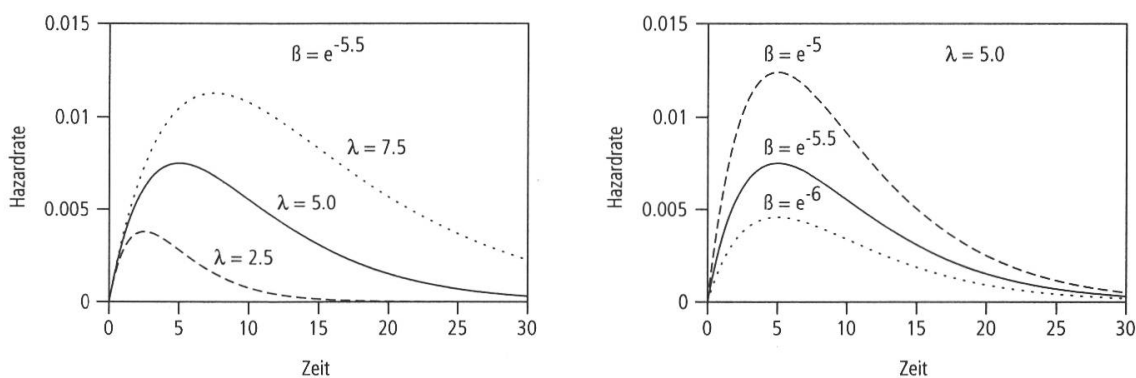 0.015
ß = e^-5.5
0.01
λ = 7.5
0.005
λ = 5.0
λ = 2.5
0
0 5 10 15 20 25 30
Hazardrate
Zeit
0.015
ß = e^-5
λ = 5.0
0.01
ß = e^-5.5
0.005
ß = e^-6
0
0 5 10 15 20 25 30
Hazardrate
Zeit